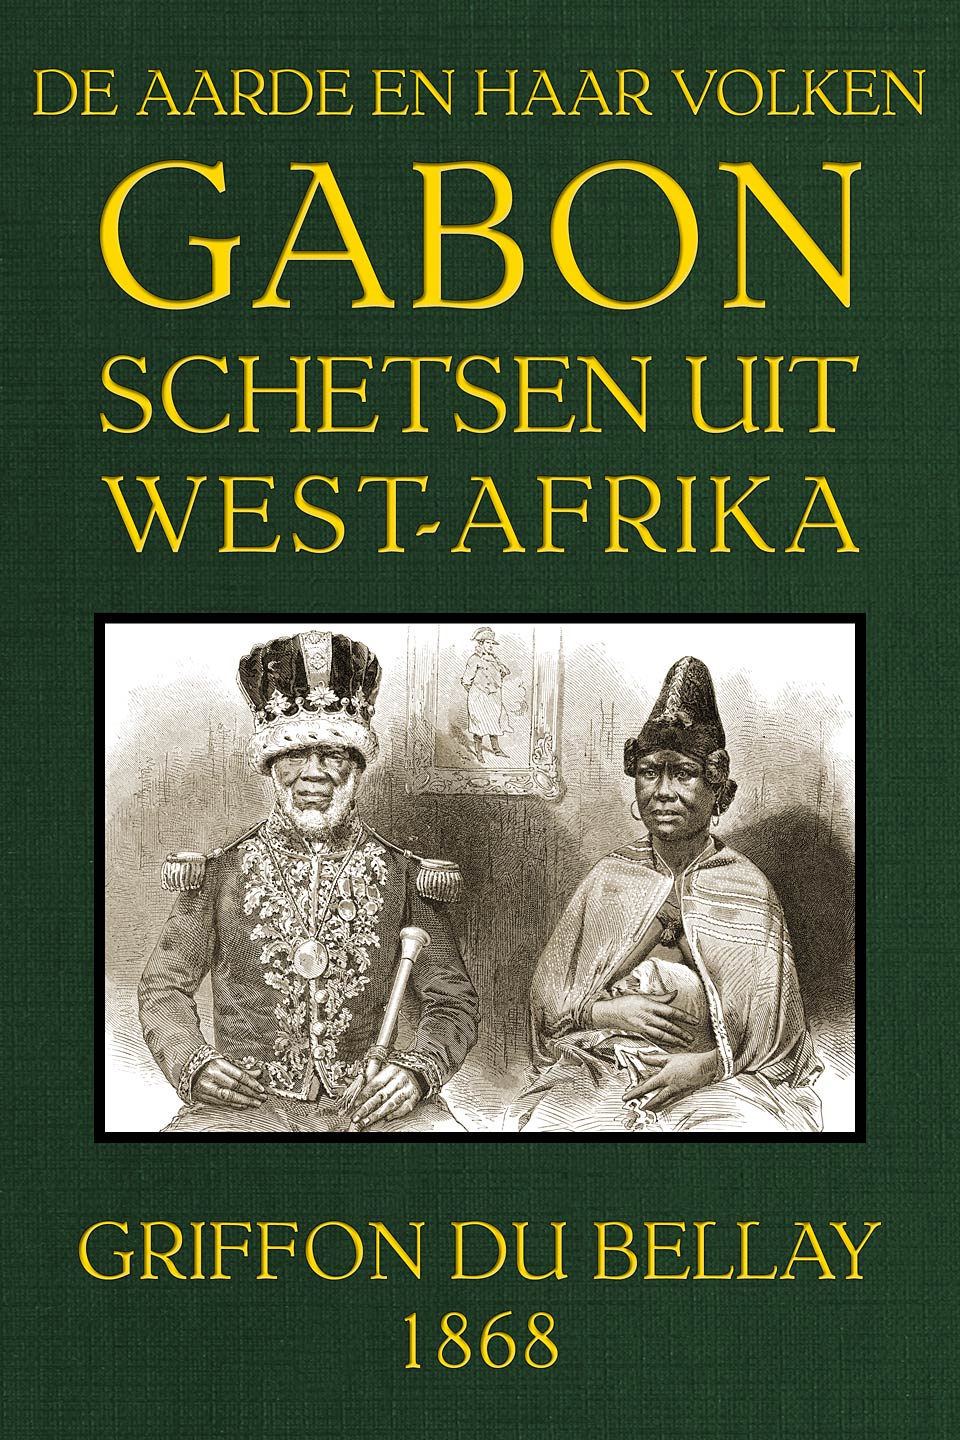 DE AARDE EN HAAR VOLKEN
GABON
SCHETSEN UIT
WEST-AFRIKA
GRIFFON DU BELLAY
1868